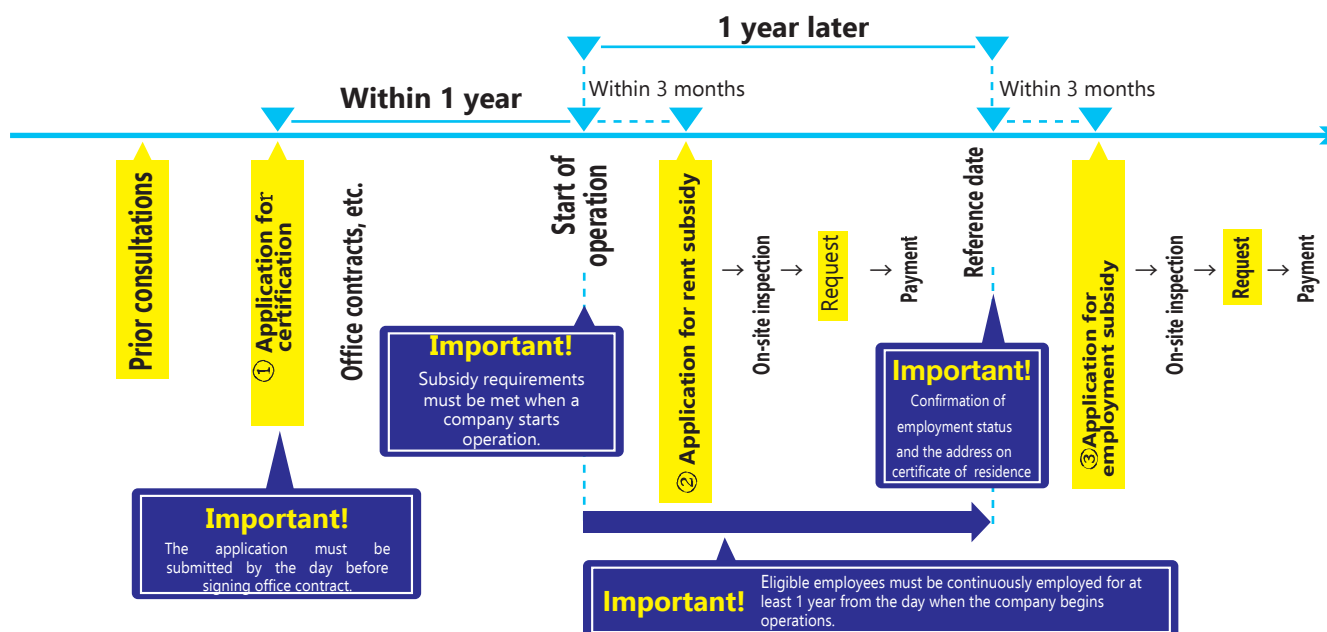 1 year later
Within 1 year
Within 3 months
Within 3 months
Prior consultations
① Application for
certification
Office contracts, etc.
Start of
operation
② Application for rent subsidy
→
On-site inspection
→
Request
→
Payment
Reference date
③Application for
employment subsidy
→
On-site inspection
→
Request
→
Payment
Important!
Subsidy requirements
must be met when a
company starts
operation.
Important!
Confirmation of
employment status
and the address on
certificate of residence
Important!
The application must be
submitted by the day before
signing office contract.
Important!
Eligible employees must be continuously employed for at
least 1 year from the day when the company begins
operations.